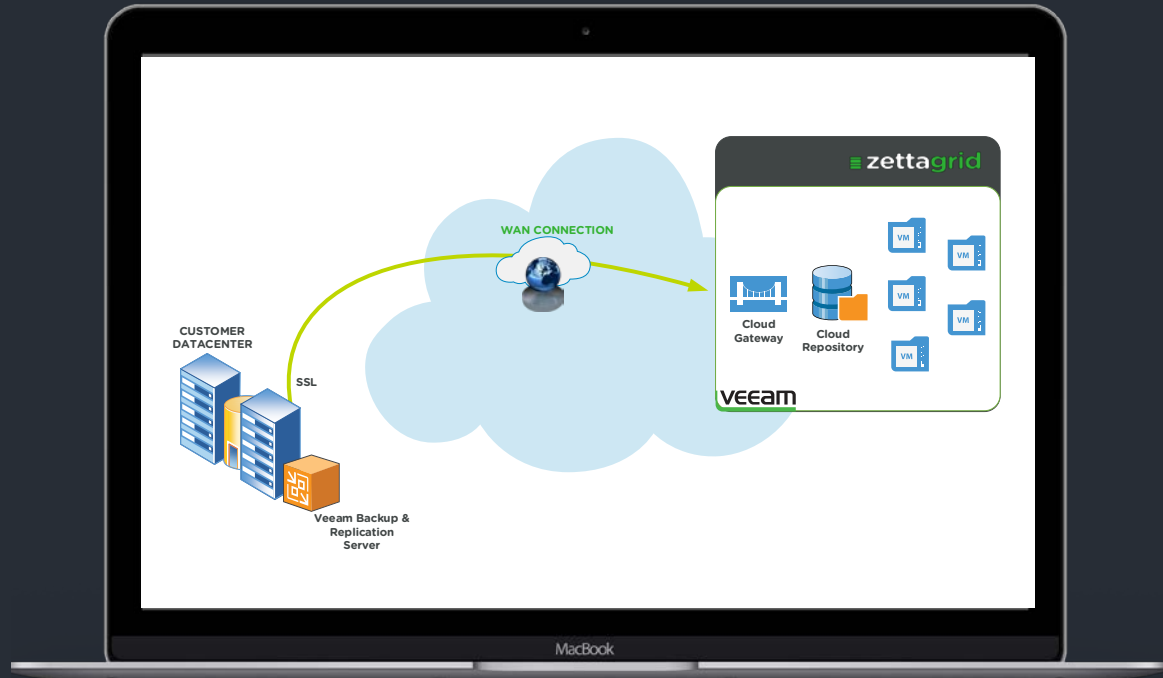 zettagrid
WAN CONNECTION
VM
VM
VM
VM
VM
Cloud
Gateway
Cloud
Repository
CUSTOMER
DATACENTER
SSL
veeam
Veeam Backup &
Replication
Server
MacBook